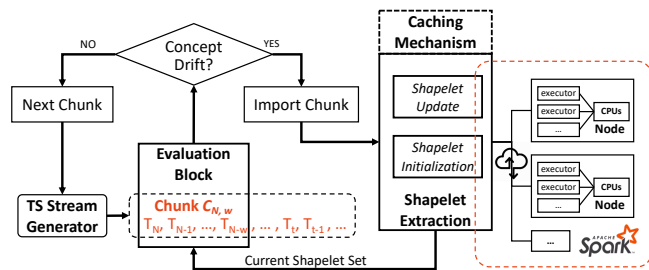 NO
Concept
Drift?
YES
Next Chunk
Import Chunk
TS Stream
Generator
Evaluation
Block
Chunk C_{N, w}
T_N, T_{N-1}, ..., T_{N-w}, ... , T_t, T_{t-1}, ...
Current Shapelet Set
Caching
Mechanism
Shapelet
Update
Shapelet
Initialization
Shapelet
Extraction
executor
executor
...
CPUs
Node
executor
executor
...
CPUs
Node
...
APACHE
Spark